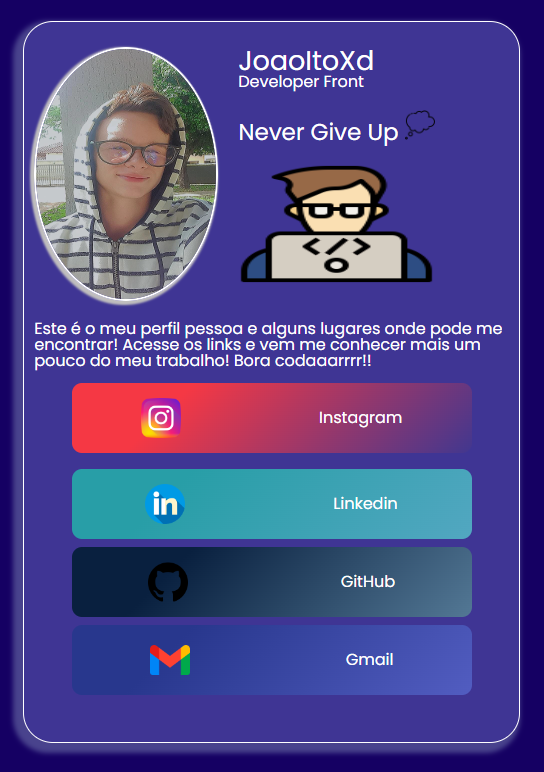 JoaoItoXd
Developer Front
Never Give Up
</>
Este é o meu perfil pessoa e alguns lugares onde pode me
encontrar! Acesse os links e vem me conhecer mais um
pouco do meu trabalho! Bora codaaarrrr!!
Instagram
in
Linkedin
GitHub
Gmail